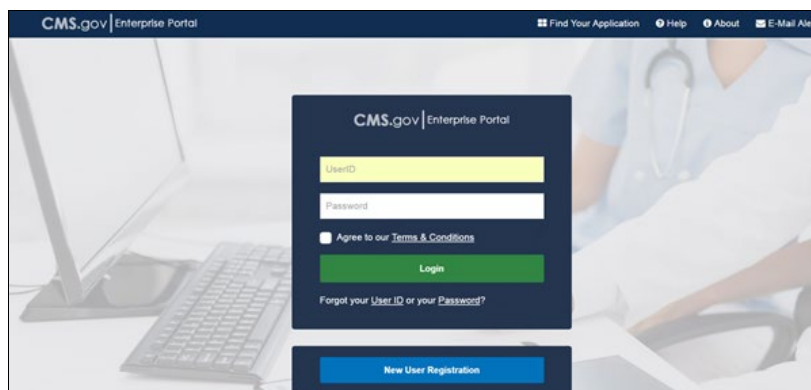 CMS.gov Enterprise Portal
Find Your Application Help About E-Mail Ale
CMS.gov Enterprise Portal
UserID
Password
Agree to our Terms & Conditions
Login
Forgot your User ID or your Password?
New User Registration